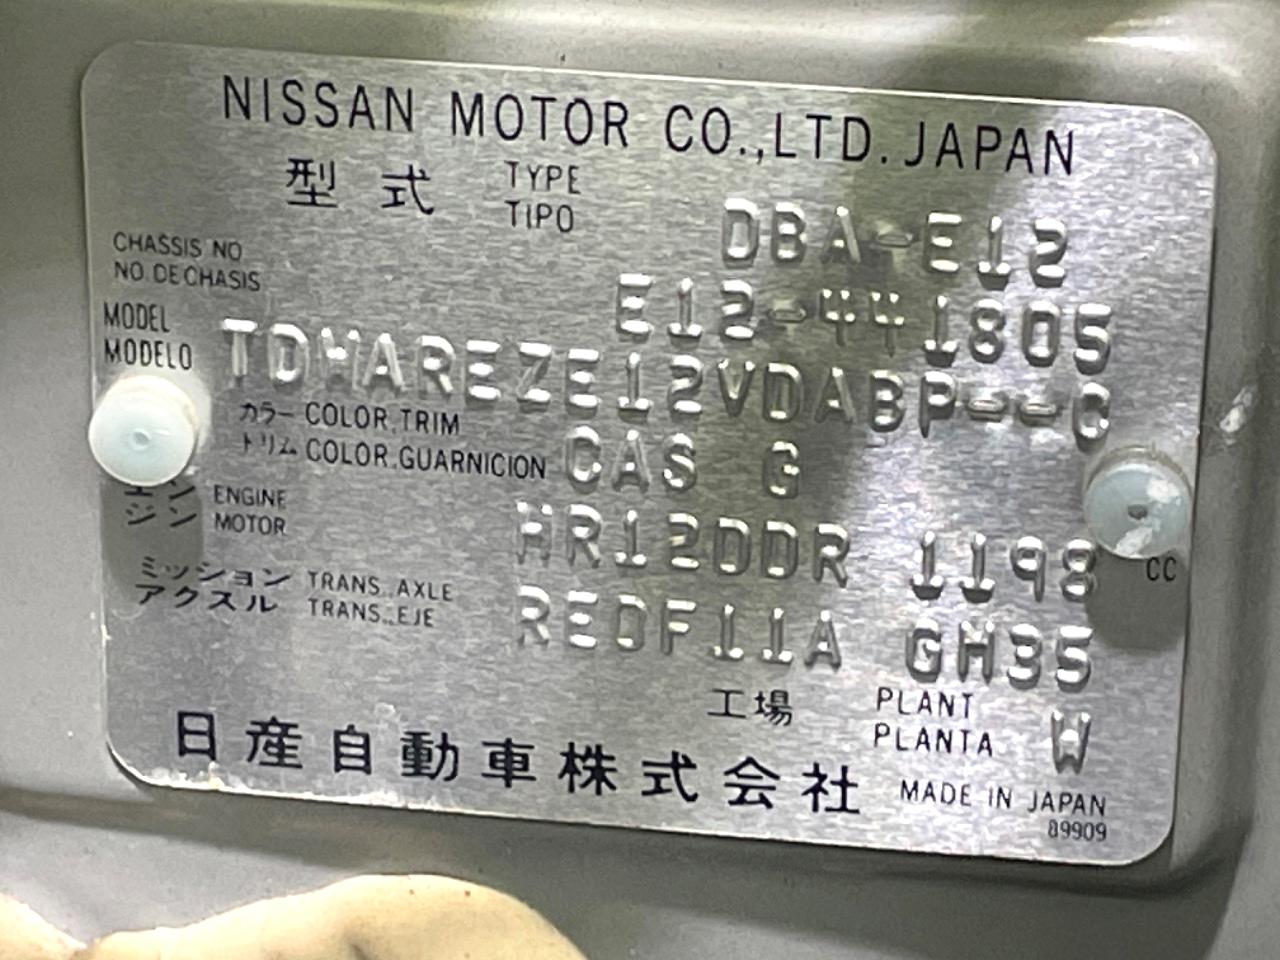 NISSAN MOTOR CO.,LTD. JAPAN
型式 TYPE TIPO DBA-E12
CHASSIS NO
NO. DE CHASIS E12-441805
MODEL
MODELO TDWAREZE12VDABP--C
カラー COLOR,TRIM
トリム COLOR.GUARNICION CAS G
エン ENGINE
ジン MOTOR HR12DDR 1198 CC
ミッション TRANS. AXLE
アクスル TRANS. EJE RE0F11A GH35
工場 PLANT
PLANTA W
日産自動車株式会社 MADE IN JAPAN
89909